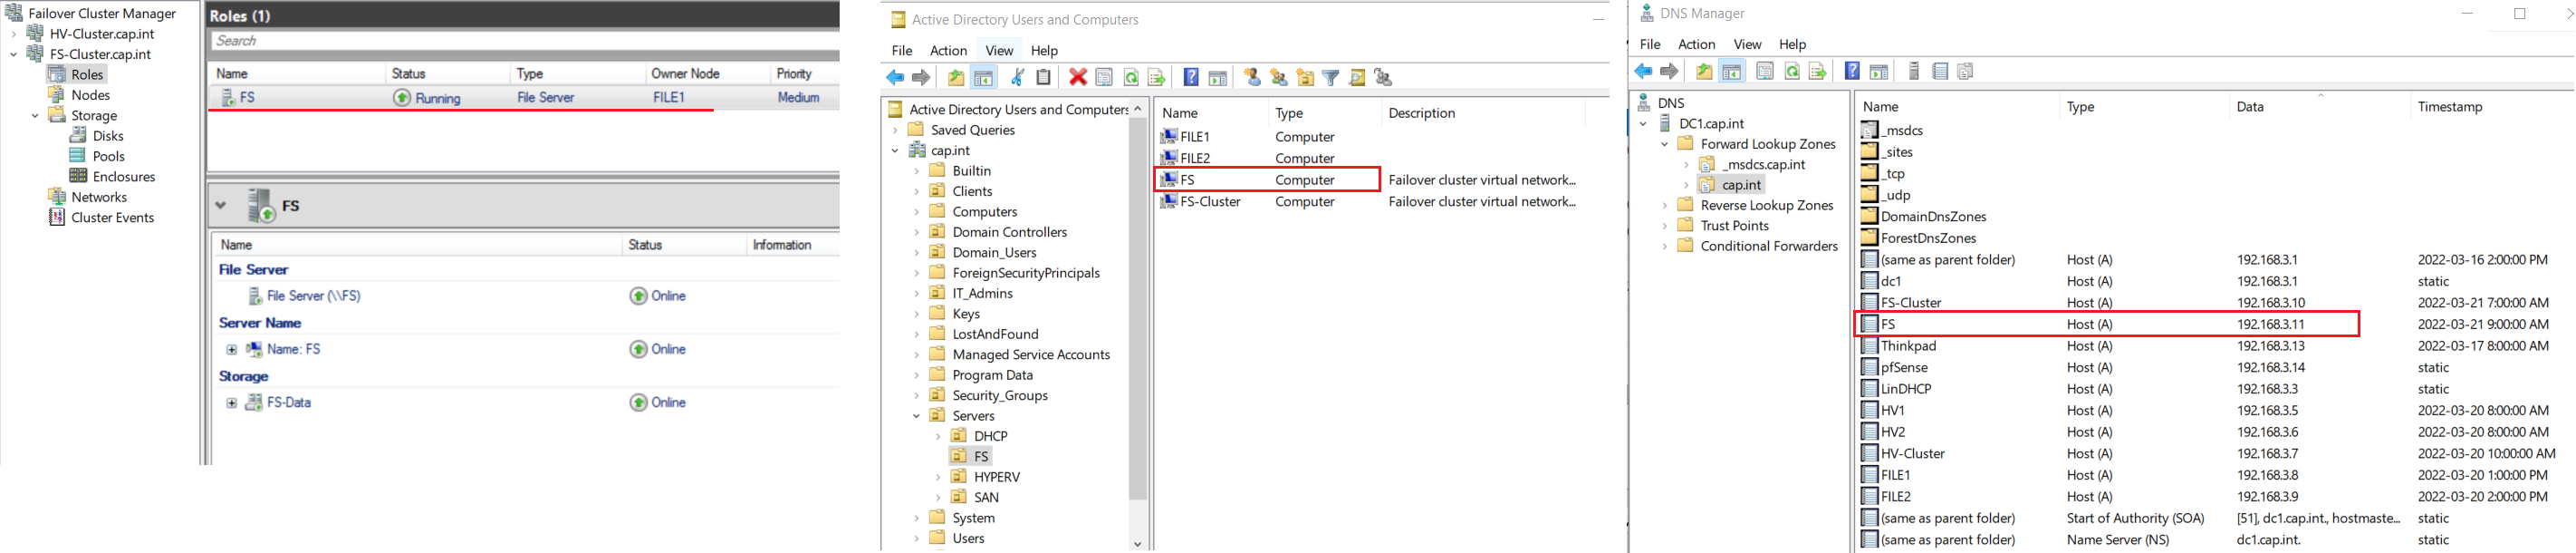 Failover Cluster Manager
HV-Cluster.cap.int
FS-Cluster.cap.int
Roles
Nodes
Storage
Disks
Pools
Enclosures
Networks
Cluster Events
Roles (1)
Search
Name Status Type Owner Node Priority
FS Running File Server FILE1 Medium
FS
Name Status Information
File Server
File Server (\\FS) Online
Server Name
Name: FS Online
Storage
FS-Data Online
Active Directory Users and Computers
File Action View Help
Active Directory Users and Computers
Saved Queries
cap.int
Builtin
Clients
Computers
Domain Controllers
Domain_Users
ForeignSecurityPrincipals
IT_Admins
Keys
LostAndFound
Managed Service Accounts
Program Data
Security_Groups
Servers
DHCP
FS
HYPERV
SAN
System
Users
Name Type Description
FILE1 Computer
FILE2 Computer
FS Computer Failover cluster virtual network...
FS-Cluster Computer Failover cluster virtual network...
DNS Manager
File Action View Help
DNS
DC1.cap.int
Forward Lookup Zones
_msdcs.cap.int
cap.int
Reverse Lookup Zones
Trust Points
Conditional Forwarders
Name Type Data Timestamp
_msdcs
_sites
_tcp
_udp
DomainDnsZones
ForestDnsZones
(same as parent folder) Host (A) 192.168.3.1 2022-03-16 2:00:00 PM
dc1 Host (A) 192.168.3.1 static
FS-Cluster Host (A) 192.168.3.10 2022-03-21 7:00:00 AM
FS Host (A) 192.168.3.11 2022-03-21 9:00:00 AM
Thinkpad Host (A) 192.168.3.13 2022-03-17 8:00:00 AM
pfSense Host (A) 192.168.3.14 static
LinDHCP Host (A) 192.168.3.3 static
HV1 Host (A) 192.168.3.5 2022-03-20 8:00:00 AM
HV2 Host (A) 192.168.3.6 2022-03-20 8:00:00 AM
HV-Cluster Host (A) 192.168.3.7 2022-03-20 10:00:00 AM
FILE1 Host (A) 192.168.3.8 2022-03-20 1:00:00 PM
FILE2 Host (A) 192.168.3.9 2022-03-20 2:00:00 PM
(same as parent folder) Start of Authority (SOA) [51], dc1.cap.int., hostmaste... static
(same as parent folder) Name Server (NS) dc1.cap.int. static